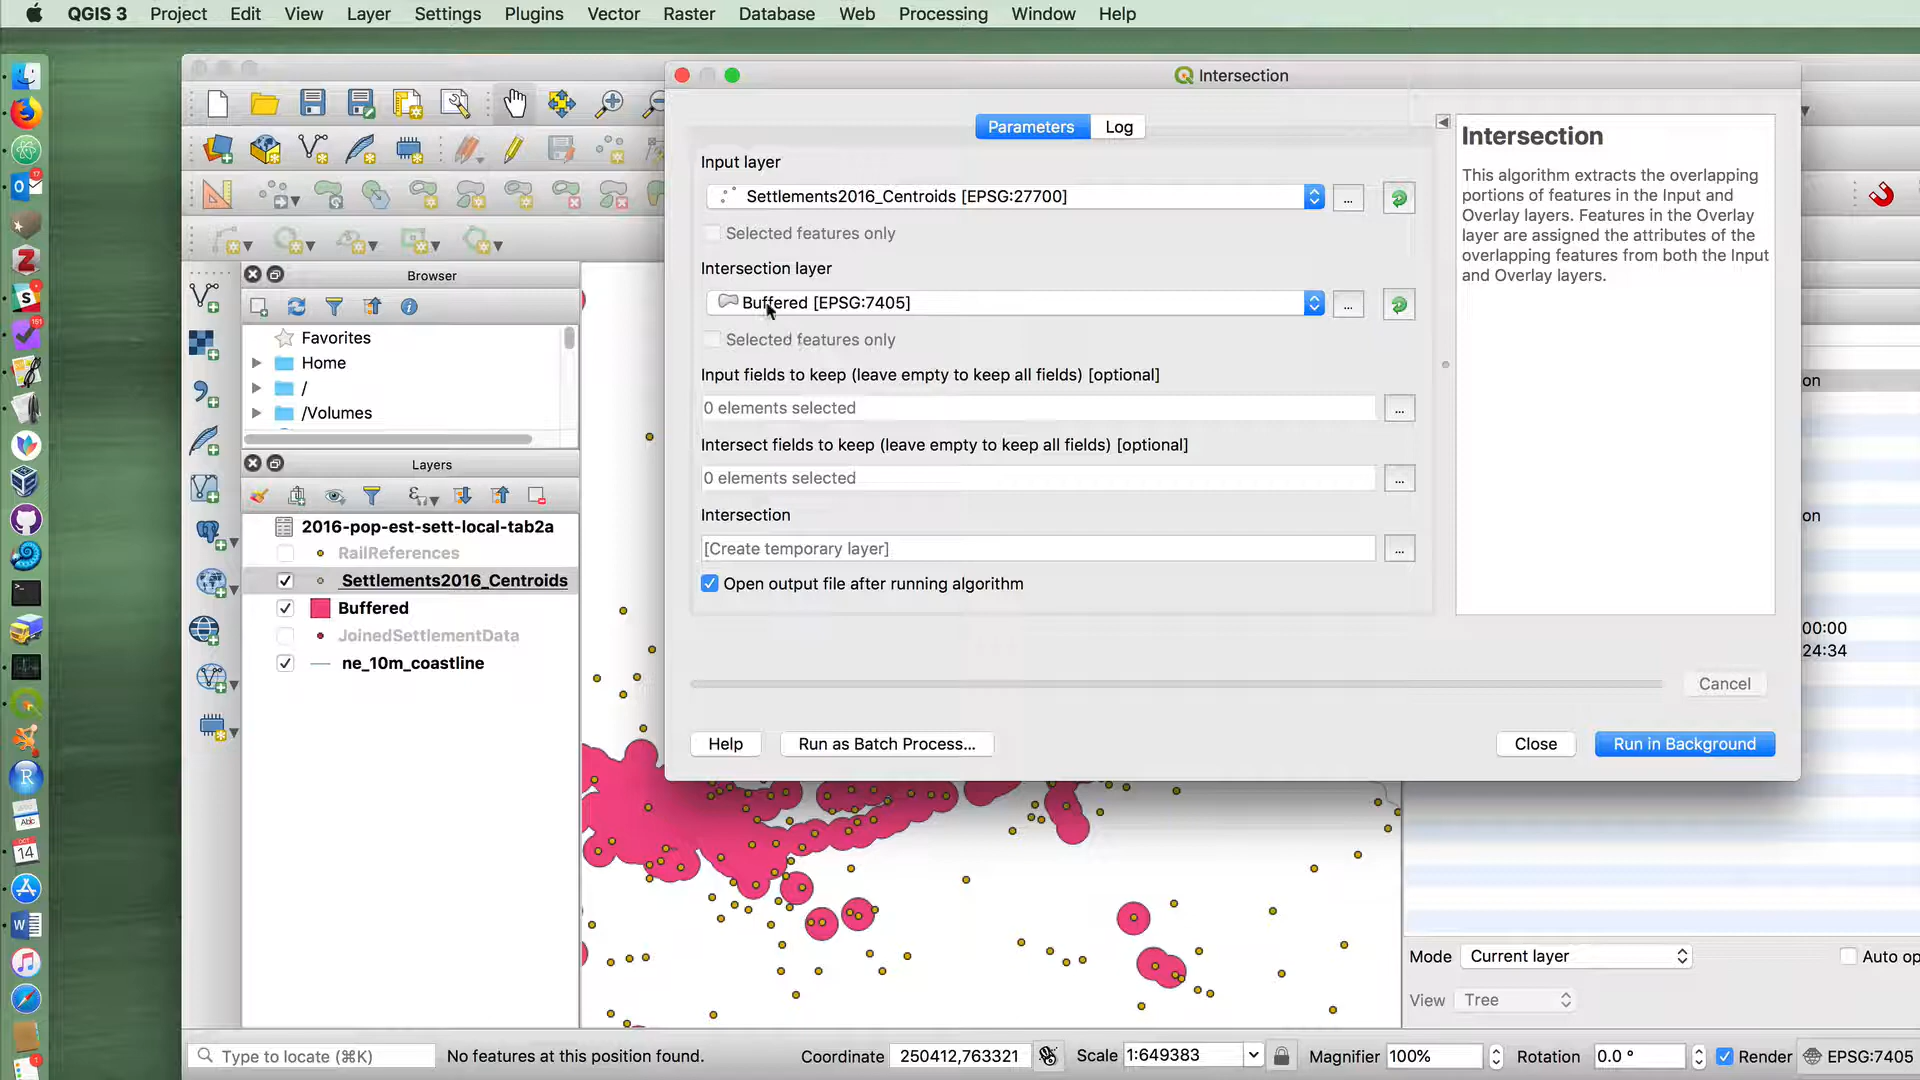 QGIS 3 Project Edit View Layer Settings Plugins Vector Raster Database Web Processing Window Help
Intersection
Parameters Log
Input layer
Settlements2016_Centroids [EPSG:27700]
...
Selected features only
Intersection layer
Buffered [EPSG:7405]
...
Selected features only
Input fields to keep (leave empty to keep all fields) [optional]
0 elements selected
...
Intersect fields to keep (leave empty to keep all fields) [optional]
0 elements selected
...
Intersection
[Create temporary layer]
...
Open output file after running algorithm
Cancel
Help Run as Batch Process... Close Run in Background
Intersection
This algorithm extracts the overlapping
portions of features in the Input and
Overlay layers. Features in the Overlay
layer are assigned the attributes of the
overlapping features from both the Input
and Overlay layers.
on
on
00:00
24:34
Browser
Favorites
Home
/
/Volumes
Layers
2016-pop-est-sett-local-tab2a
RailReferences
Settlements2016_Centroids
Buffered
JoinedSettlementData
ne_10m_coastline
17
151
Abc
OCT
14
1
Mode Current layer Auto op
View Tree
Type to locate (⌘K) No features at this position found. Coordinate 250412,763321 Scale 1:649383 Magnifier 100% Rotation 0.0 ° Render EPSG:7405